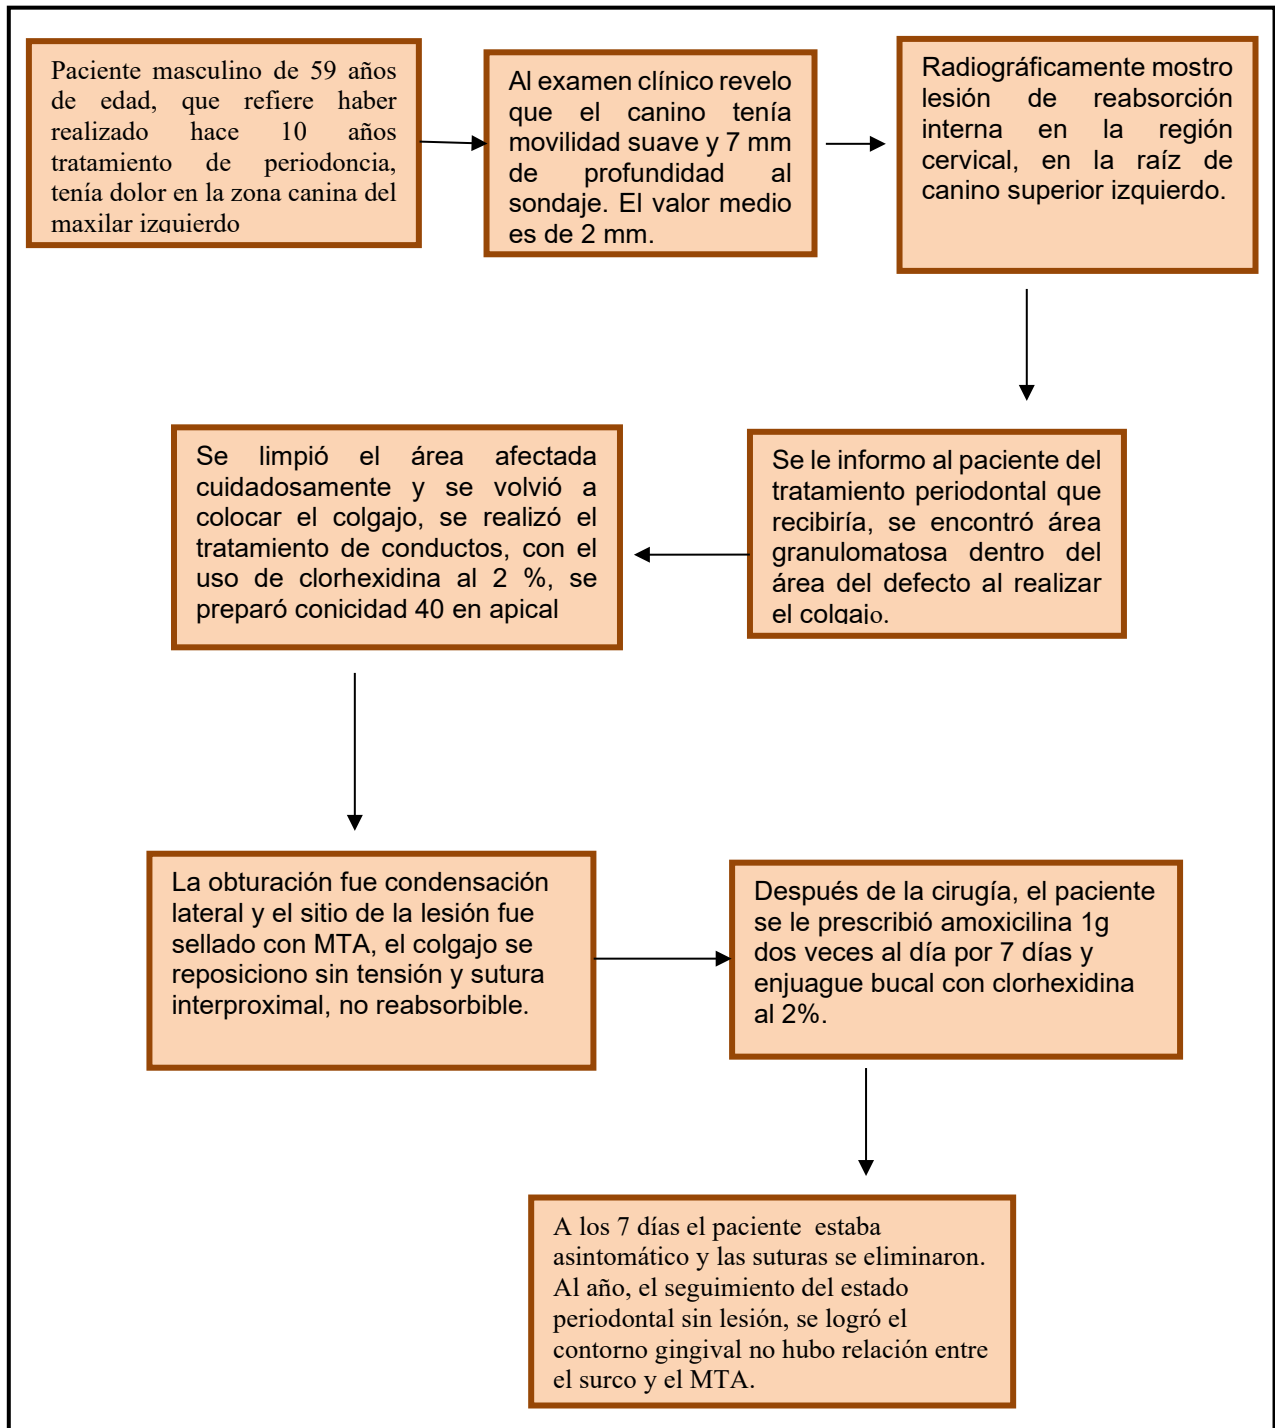 Paciente masculino de 59 años
de edad, que refiere haber
realizado hace 10 años
tratamiento de periodoncia,
tenía dolor en la zona canina del
maxilar izquierdo
Al examen clínico revelo
que el canino tenía
movilidad suave y 7 mm
de profundidad al
sondaje. El valor medio
es de 2 mm.
Radiográficamente mostro
lesión de reabsorción
interna en la región
cervical, en la raíz de
canino superior izquierdo.
Se le informo al paciente del
tratamiento periodontal que
recibiría, se encontró área
granulomatosa dentro del
área del defecto al realizar
el colgajo.
Se limpió el área afectada
cuidadosamente y se volvió a
colocar el colgajo, se realizó el
tratamiento de conductos, con el
uso de clorhexidina al 2 %, se
preparó conicidad 40 en apical
La obturación fue condensación
lateral y el sitio de la lesión fue
sellado con MTA, el colgajo se
reposiciono sin tensión y sutura
interproximal, no reabsorbible.
Después de la cirugía, el paciente
se le prescribió amoxicilina 1g
dos veces al día por 7 días y
enjuague bucal con clorhexidina
al 2%.
A los 7 días el paciente estaba
asintomático y las suturas se eliminaron.
Al año, el seguimiento del estado
periodontal sin lesión, se logró el
contorno gingival no hubo relación entre
el surco y el MTA.